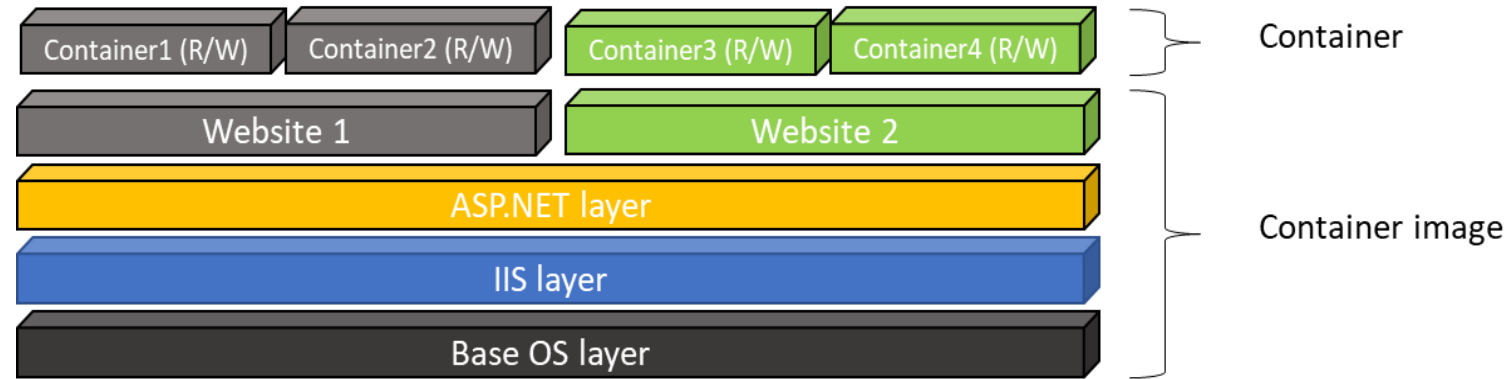 Container1 (R/W) Container2 (R/W) Container3 (R/W) Container4 (R/W) Container
Website 1 Website 2
ASP.NET layer
Container image
IIS layer
Base OS layer